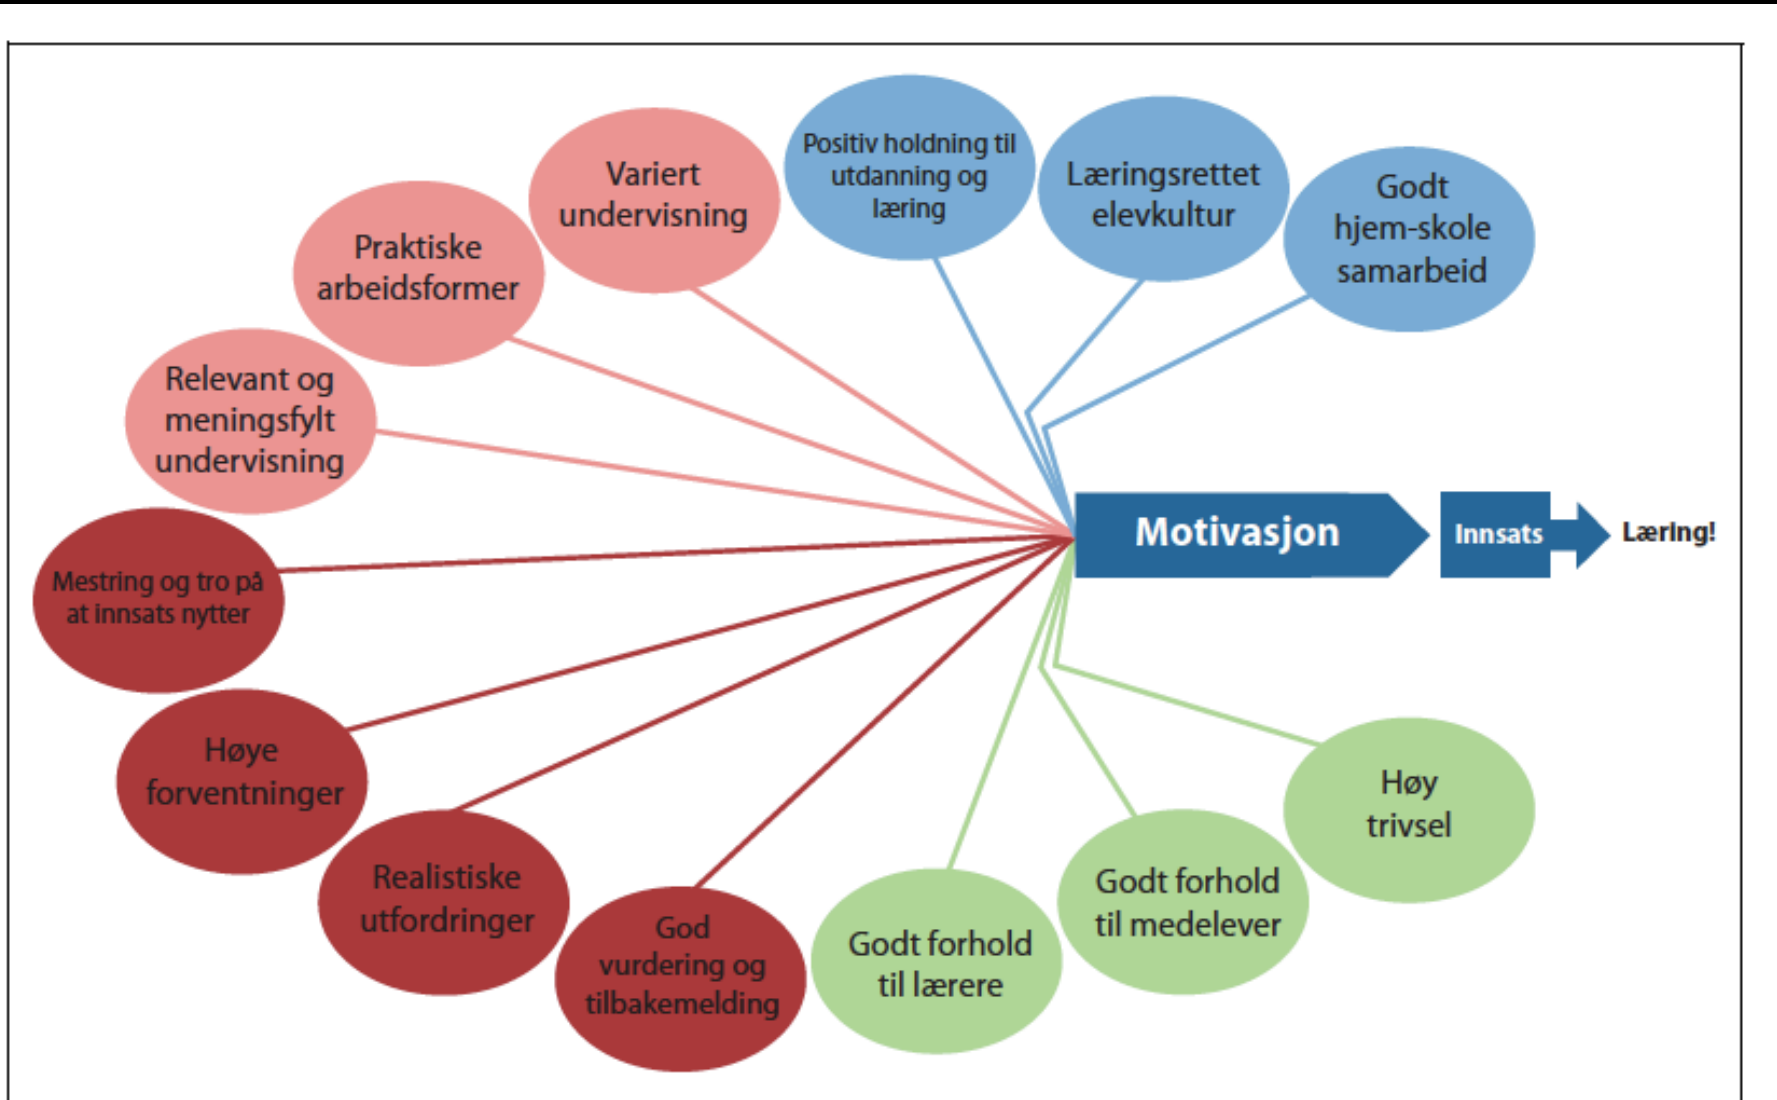 Positiv holdning til
utdanning og
læring
Læringsrettet
elevkultur
Godt
hjem-skole
samarbeid
Variert
undervisning
Praktiske
arbeidsformer
Relevant og
meningsfylt
undervisning
Mestring og tro på
at innsats nytter
Høye
forventninger
Realistiske
utfordringer
God
vurdering og
tilbakemelding
Godt forhold
til lærere
Godt forhold
til medelever
Høy
trivsel
Motivasjon
Innsats
Læring!